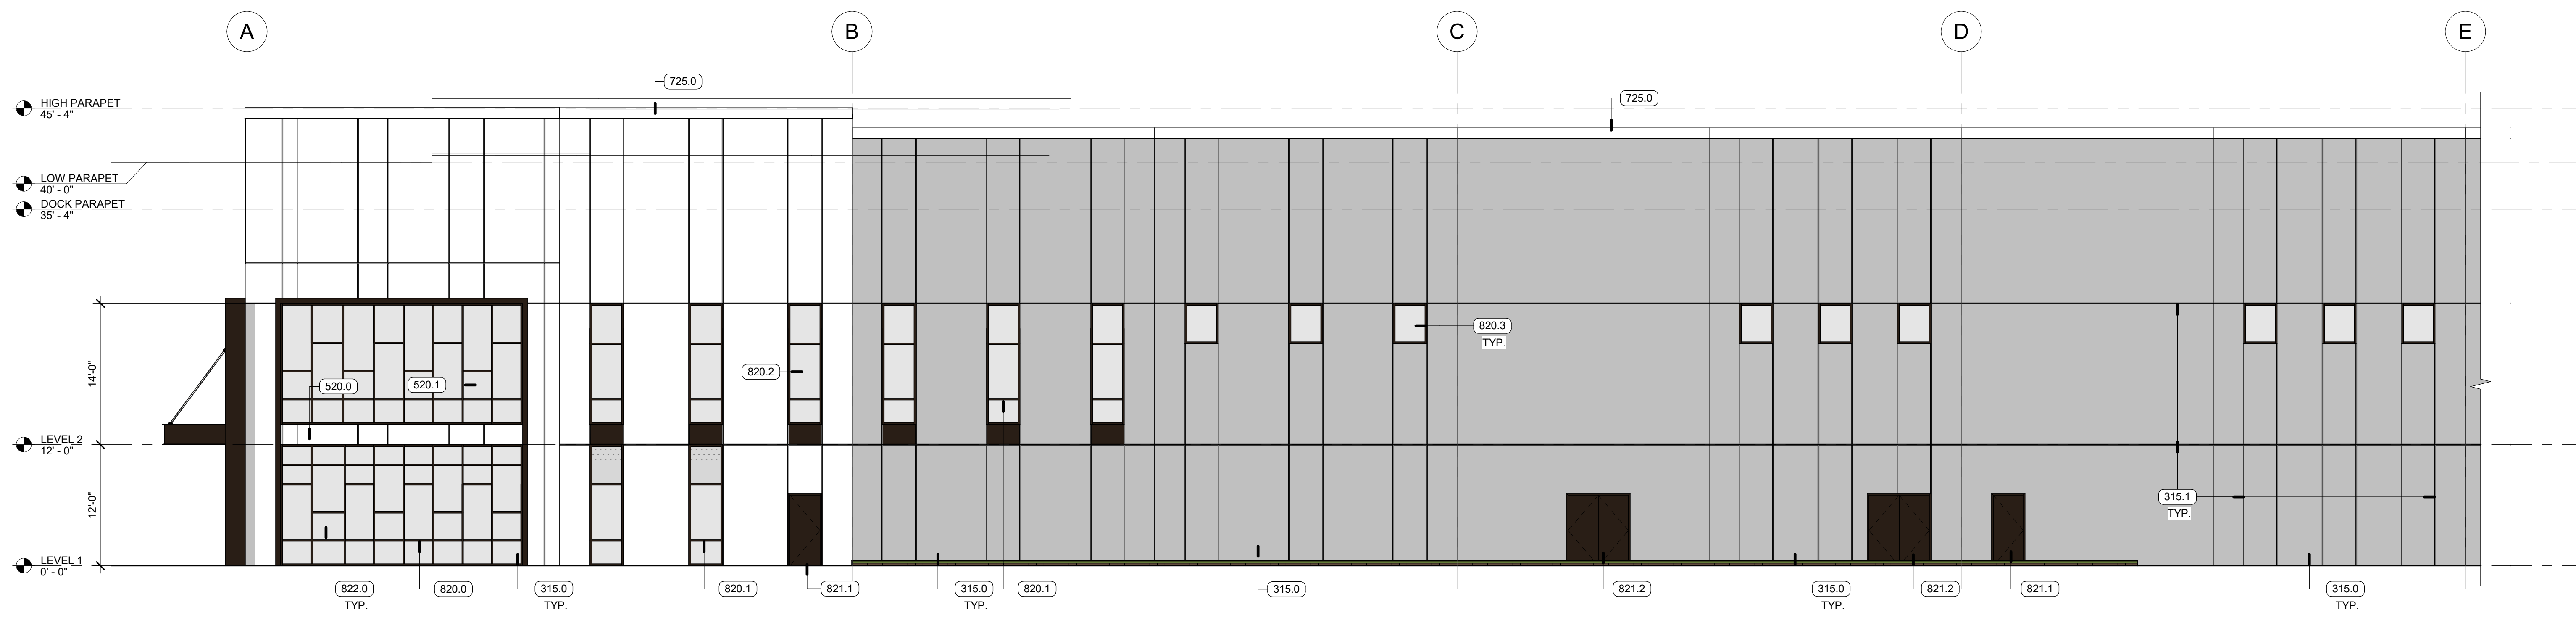 A
B
C
D
E
725.0
725.0
HIGH PARAPET
45' - 4"
LOW PARAPET
40' - 0"
DOCK PARAPET
35' - 4"
14'-0"
520.0
520.1
820.2
820.3
TYP.
LEVEL 2
12' - 0"
12'-0"
315.1
TYP.
LEVEL 1
0' - 0"
822.0
TYP.
820.0
315.0
TYP.
820.1
821.1
315.0
TYP.
820.1
315.0
821.2
315.0
TYP.
821.2
821.1
315.0
TYP.